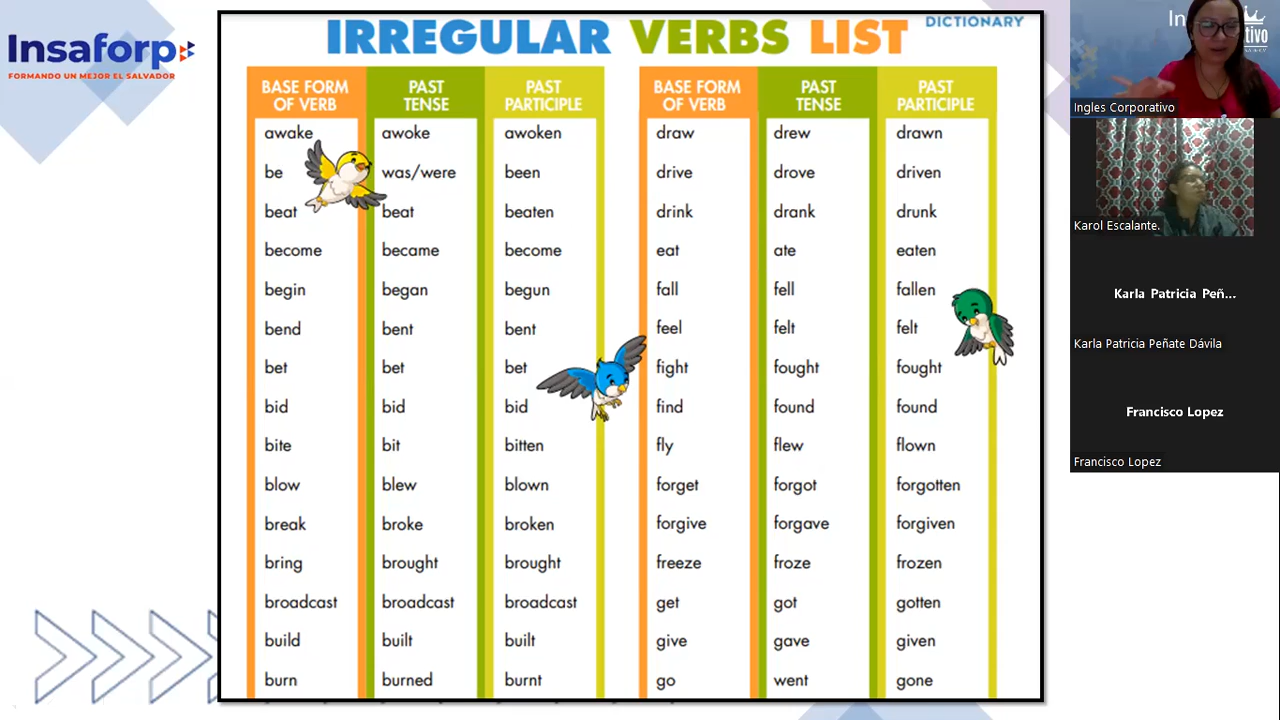 Insaforp
FORMANDO UN MEJOR EL SALVADOR
IRREGULAR VERBS LIST
DICTIONARY
BASE FORM OF VERB PAST TENSE PAST PARTICIPLE
awake awoke awoken
be was/were been
beat beat beaten
become became become
begin began begun
bend bent bent
bet bet bet
bid bid bid
bite bit bitten
blow blew blown
break broke broken
bring brought brought
broadcast broadcast broadcast
build built built
burn burned burnt
BASE FORM OF VERB PAST TENSE PAST PARTICIPLE
draw drew drawn
drive drove driven
drink drank drunk
eat ate eaten
fall fell fallen
feel felt felt
fight fought fought
find found found
fly flew flown
forget forgot forgotten
forgive forgave forgiven
freeze froze frozen
get got gotten
give gave given
go went gone
Ingles Corporativo
Karol Escalante.
Karla Patricia Peñ...
Karla Patricia Peñate Dávila
Francisco Lopez
Francisco Lopez